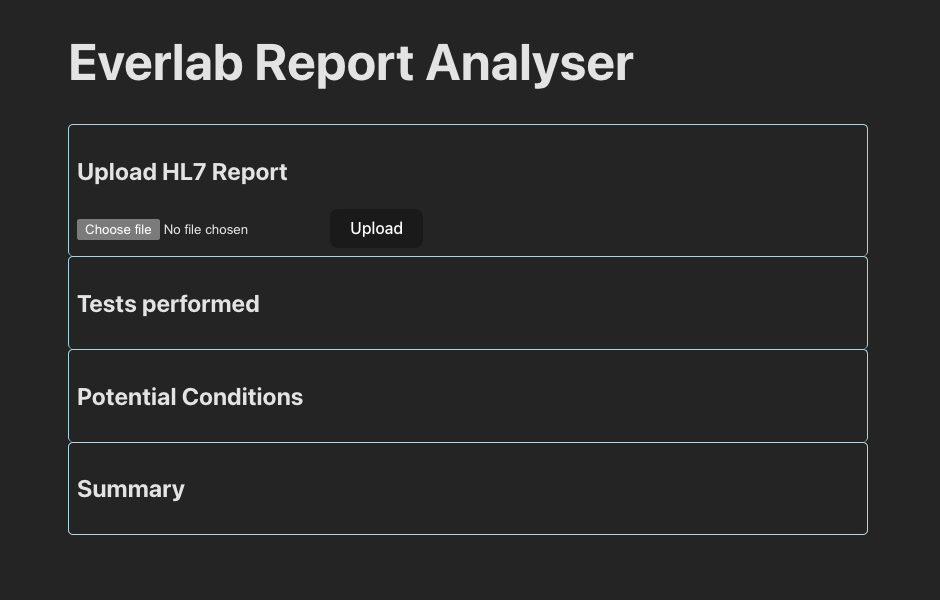 Everlab Report Analyser
Upload HL7 Report
Choose file No file chosen Upload
Tests performed
Potential Conditions
Summary